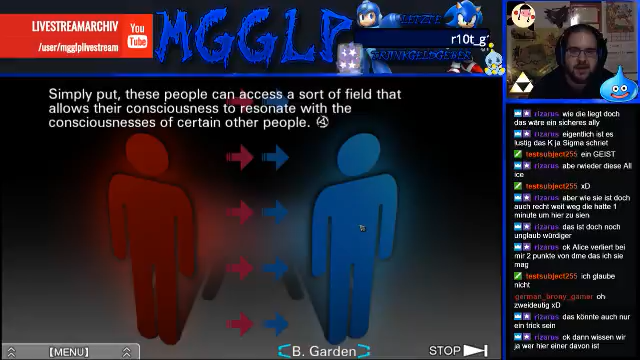 LIVESTREAMARCHIV
/user/mgglplivestream
You
Tube
MGGLP
LETZTE
r10t_g
Simply put, these people can access a sort of field that
allows their consciousness to resonate with the
consciousnesses of certain other people.
[MENU]
B. Garden
STOP
rizarus wie die liegt doch
das wäre ein sicheres ally
rizarus eigentlich ist es
lustig das K ja Sigma schriet
testsubject255 ein GEIST
rizarus aber rwieder diese All
ice
testsubject255 xD
rizarus aber wie sie ist doch
auch recht weit weg die hatte 1
minute um hier zu sien
rizarus das ist doch noch
unglaub würdiger
rizarus ok Alice verliert bei
mir 2 punkte von dme das ich sie
mag
testsubject255 ich glaube
nicht
german_brony_gamer oh
zweideutig xD
rizarus das könnte auch nur
ein trick sein
rizarus ok dann wissen wir
ja wer hier einer davon ist